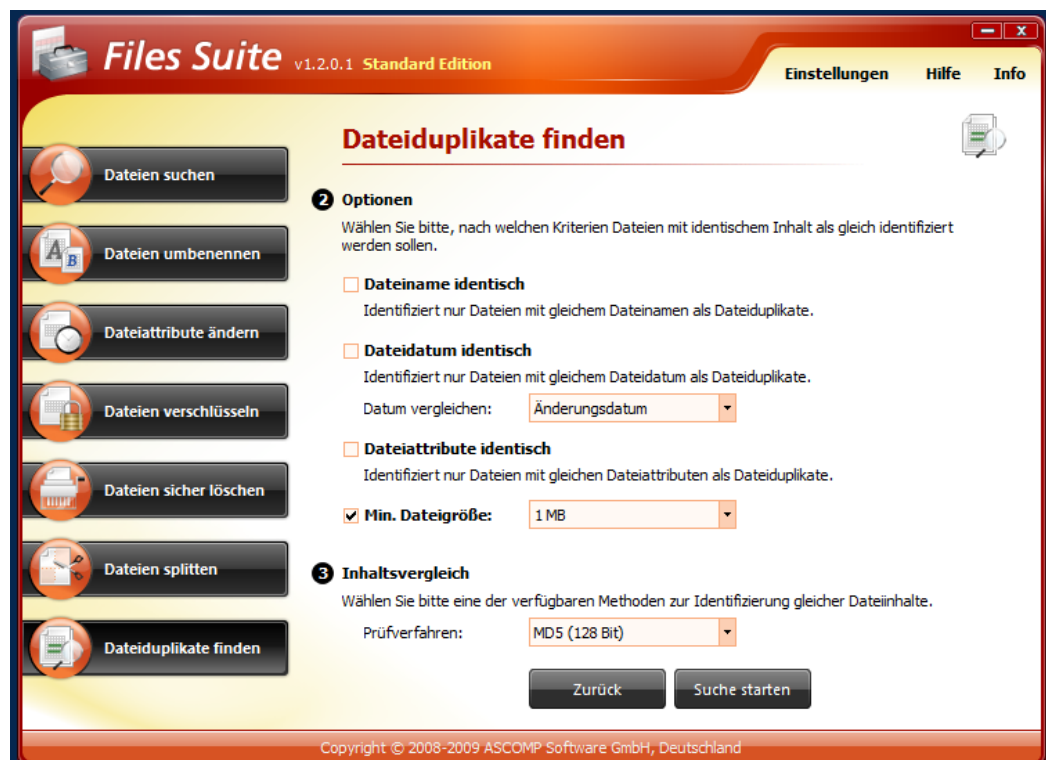 Files Suite v1.2.0.1 Standard Edition
Einstellungen Hilfe Info
Dateien suchen
Dateien umbenennen
Dateiattribute ändern
Dateien verschlüsseln
Dateien sicher löschen
Dateien splitten
Dateiduplikate finden
Dateiduplikate finden
2 Optionen
Wählen Sie bitte, nach welchen Kriterien Dateien mit identischem Inhalt als gleich identifiziert
werden sollen.
Dateiname identisch
Identifiziert nur Dateien mit gleichem Dateinamen als Dateiduplikate.
Dateidatum identisch
Identifiziert nur Dateien mit gleichem Dateidatum als Dateiduplikate.
Datum vergleichen: Änderungsdatum
Dateiattribute identisch
Identifiziert nur Dateien mit gleichen Dateiattributen als Dateiduplikate.
Min. Dateigröße: 1 MB
3 Inhaltsvergleich
Wählen Sie bitte eine der verfügbaren Methoden zur Identifizierung gleicher Dateiinhalte.
Prüfverfahren: MD5 (128 Bit)
Zurück Suche starten
Copyright © 2008-2009 ASCOMP Software GmbH, Deutschland